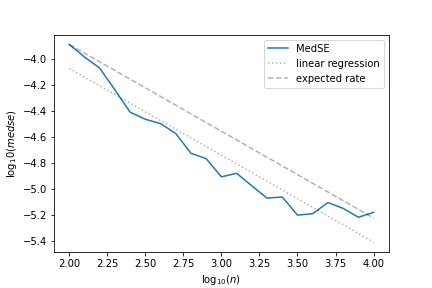 MedSE
linear regression
expected rate
−4.0
−4.2
−4.4
−4.6
−4.8
−5.0
−5.2
−5.4
log₁0(medse)
2.00 2.25 2.50 2.75 3.00 3.25 3.50 3.75 4.00
log₁₀(n)